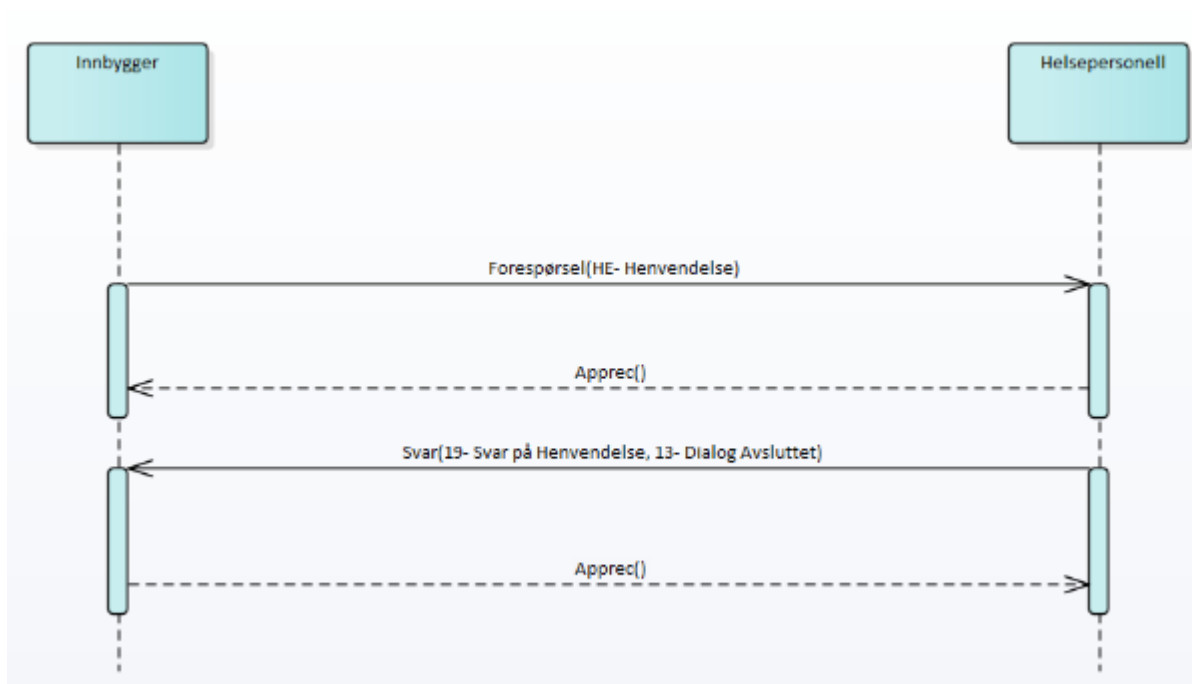 Innbygger
Helsepersonell
Forespørsel(HE- Henvendelse)
Apprec()
Svar(19- Svar på Henvendelse, 13- Dialog Avsluttet)
Apprec()